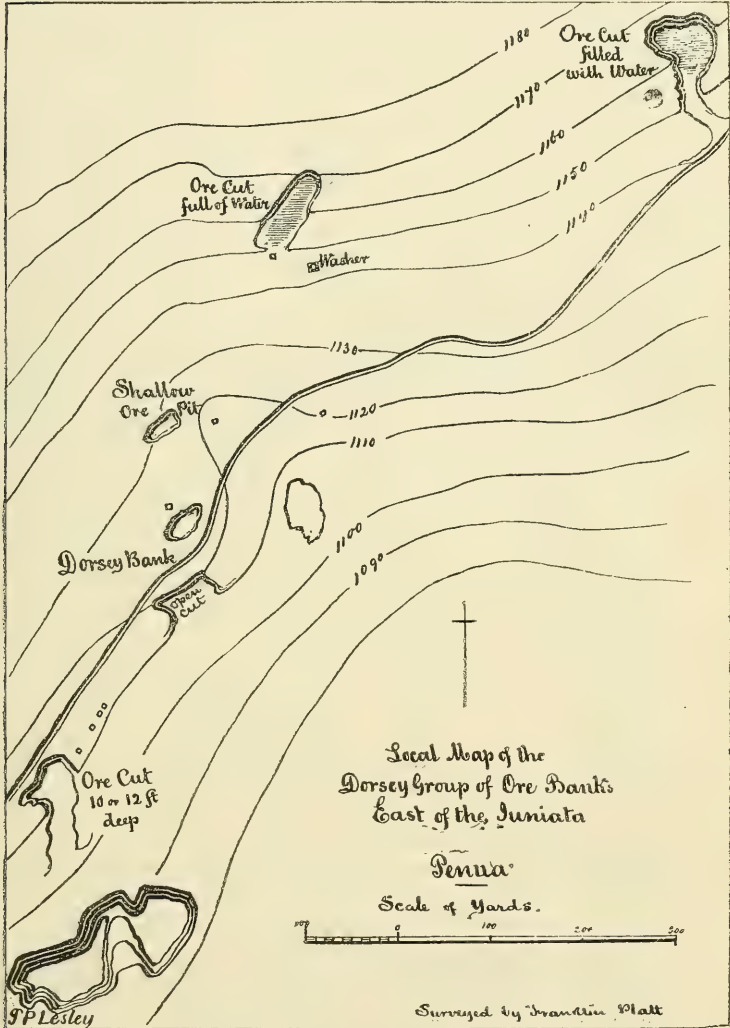 1180
Ore Cut
filled
with Water
1170
1160
1150
1140
Ore Cut
full of Water
Washer
1130
Shallow
Ore Pit
1120
1110
1100
1090
Dorsey Bank
open
cut
Ore Cut
10 or 12 ft
deep
Local Map of the
Dorsey Group of Ore Banks
East of the Juniata
Penna.
Scale of Yards.
100 0 100 200 300
JP Lesley
Surveyed by Franklin Platt